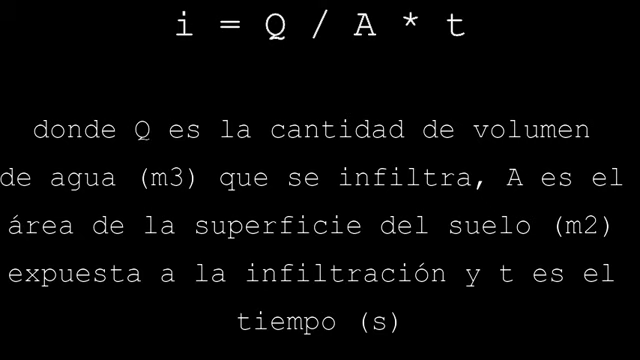 i = Q / A * t
donde Q es la cantidad de volumen
de agua (m3) que se infiltra, A es el
área de la superficie del suelo (m2)
expuesta a la infiltración y t es el
tiempo (s)